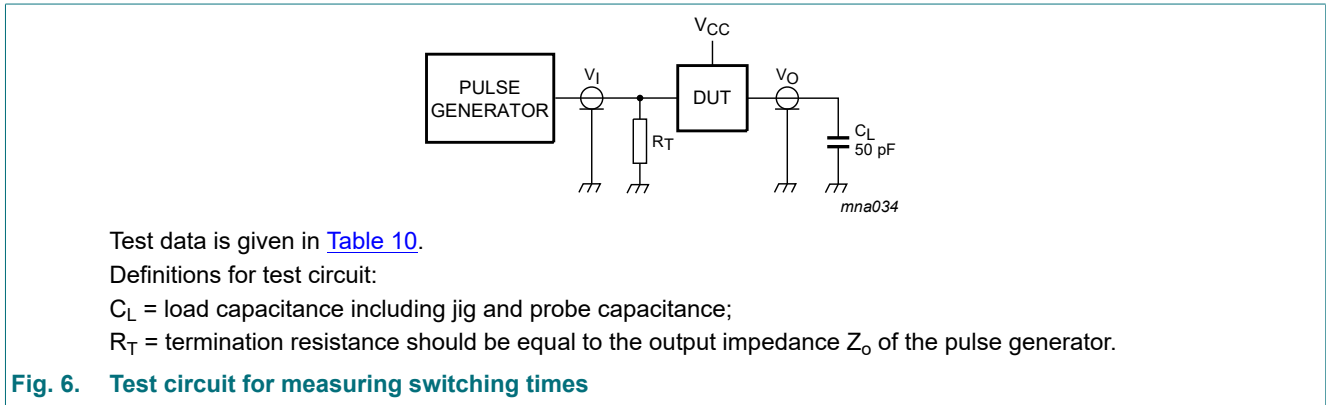 VCC
PULSE
GENERATOR
VI
DUT
VO
RT
CL
50 pF
mna034
Test data is given in Table 10.
Definitions for test circuit:
CL = load capacitance including jig and probe capacitance;
RT = termination resistance should be equal to the output impedance Zo of the pulse generator.
Fig. 6. Test circuit for measuring switching times